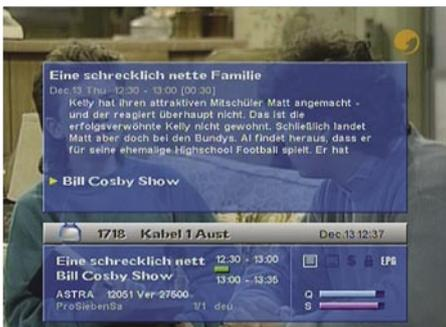 Eine schrecklich nette Familie
Dec.13 Thu 12:30 - 13:00 [00:30]
Kelly hat ihren attraktiven Mitschüler Matt angemacht -
und der reagiert überhaupt nicht. Das ist die
erfolgsverwöhnte Kelly nicht gewohnt. Schließlich landet
Matt aber doch bei den Bundys. Al findet heraus, dass er
für seine ehemalige Highschool Football spielt. Er hat
Bill Cosby Show
1718 Kabel 1 Aust Dec.13 12:37
Eine schrecklich nett 12:30 - 13:00
Bill Cosby Show 13:00 - 13:35
$ EPG
ASTRA 12051 Ver 27500
ProSiebenSa 1/1 deu
Q
S